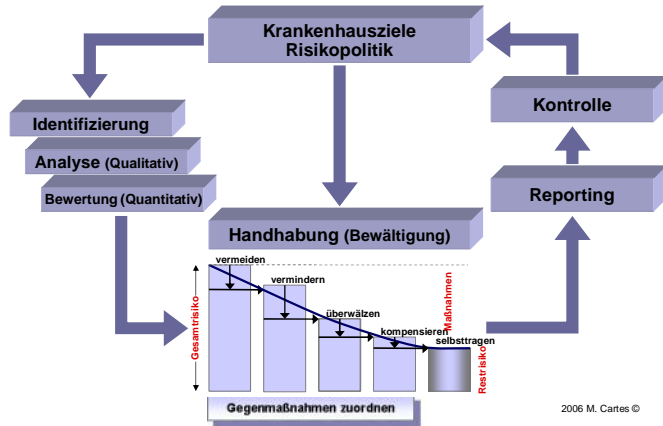 Krankenhausziele
Risikopolitik
Identifizierung
Analyse (Qualitativ)
Bewertung (Quantitativ)
Kontrolle
Reporting
Handhabung (Bewältigung)
vermeiden
vermindern
überwälzen
kompensieren
selbsttragen
Gesamtrisiko
Maßnahmen
Restrisiko
Gegenmaßnahmen zuordnen
2006 M. Cartes ©